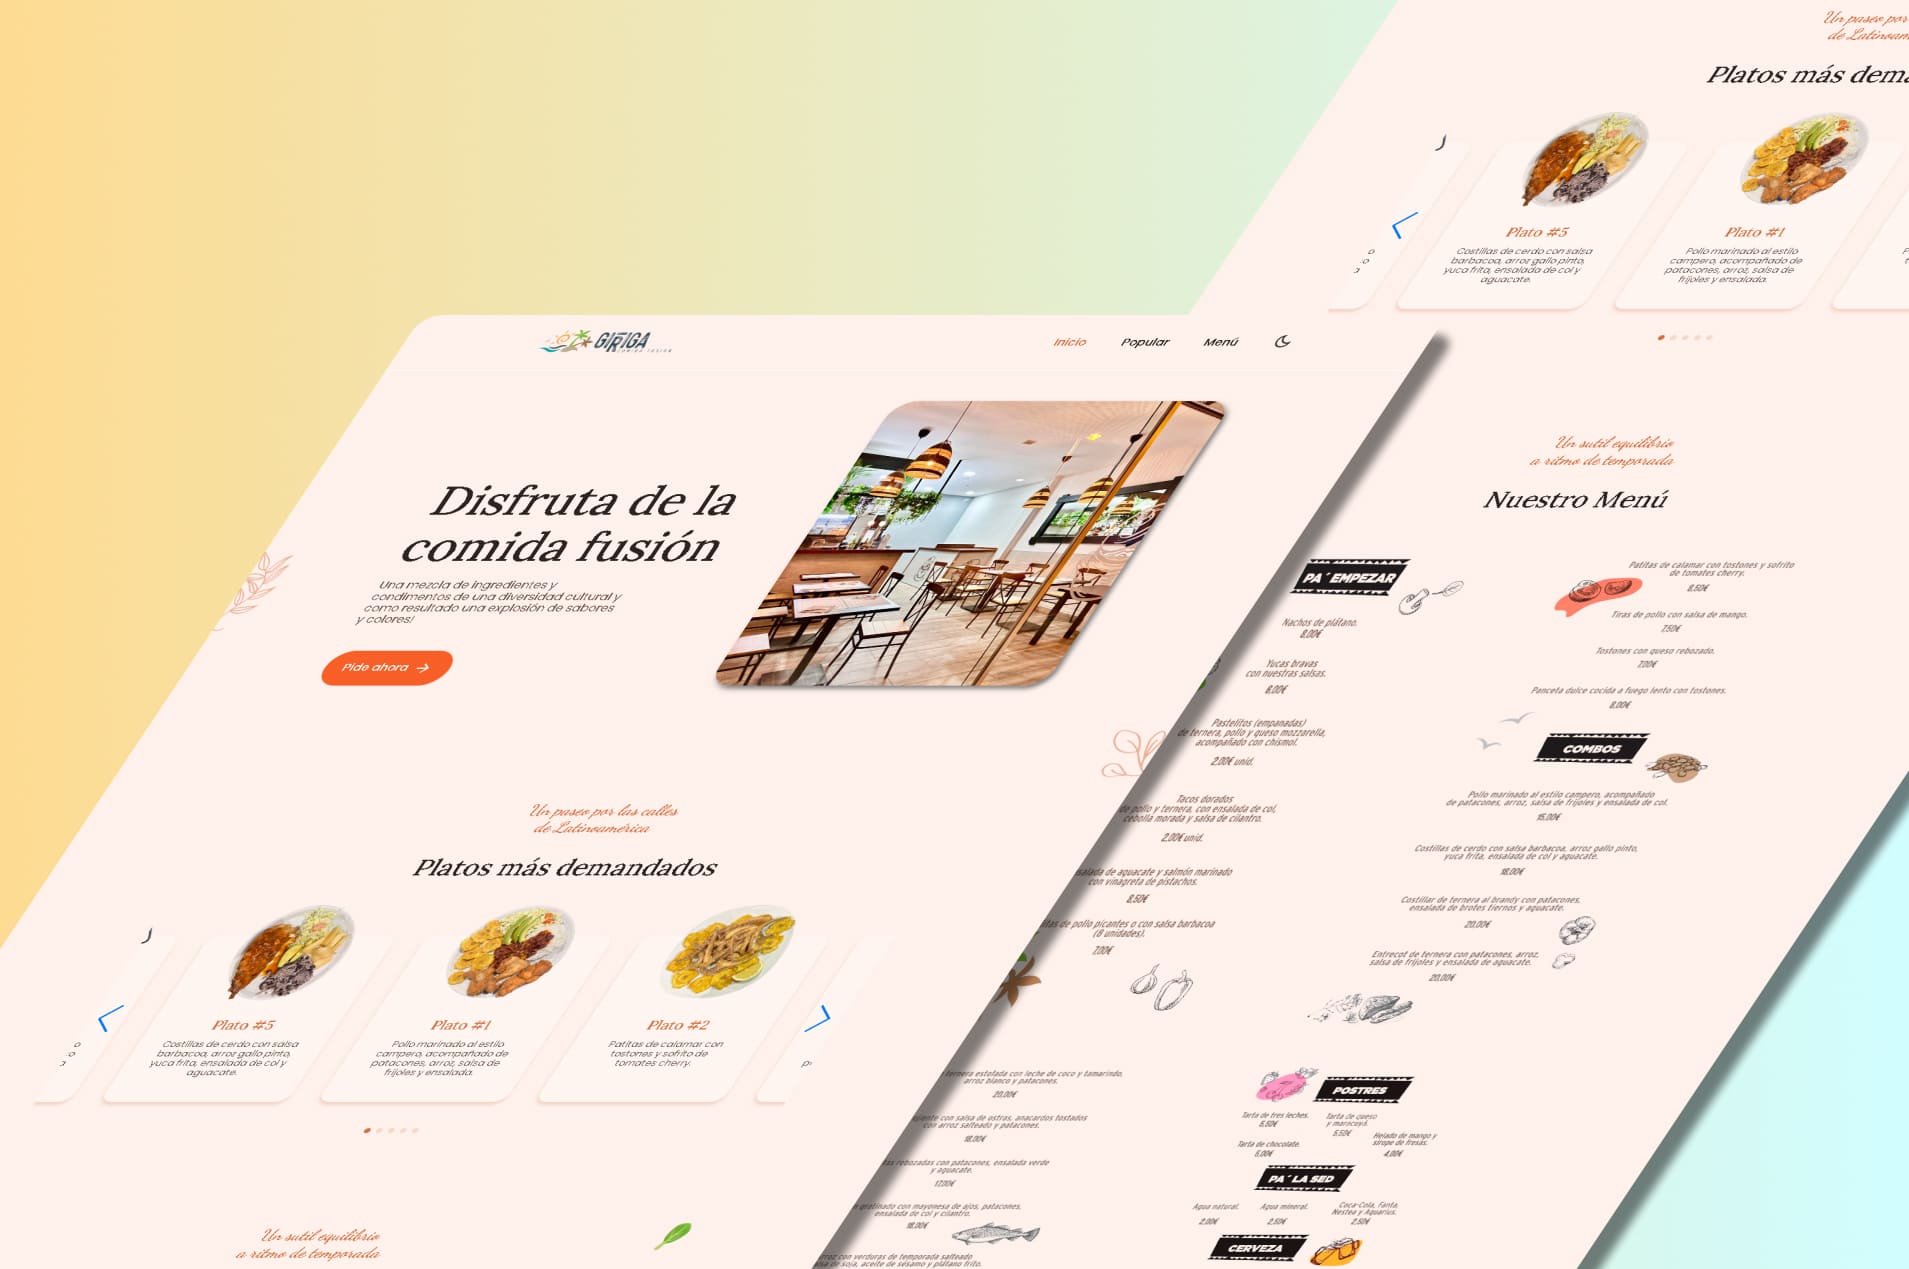 GIRIGA
COMIDA FUSIÓN
Inicio
Popular
Menú
Disfruta de la
comida fusión
Una mezcla de ingredientes y
condimentos de una diversidad cultural y
como resultado una explosión de sabores
y colores!
Pide ahora
Un paseo por las calles
de Latinoamérica
Platos más demandados
o
o
a
Plato #5
Costillas de cerdo con salsa
barbacoa, arroz gallo pinto,
yuca frita, ensalada de col y
aguacate.
Plato #1
Pollo marinado al estilo
campero, acompañado de
patacones, arroz, salsa de
frijoles y ensalada.
Plato #2
Patitas de calamar con
tostones y sofrito de
tomates cherry.
P
Un sutil equilibrio
a ritmo de temporada
Un paseo por
de Latinoam
Platos más dema
o
o
a
Plato #5
Costillas de cerdo con salsa
barbacoa, arroz gallo pinto,
yuca frita, ensalada de col y
aguacate.
Plato #1
Pollo marinado al estilo
campero, acompañado de
patacones, arroz, salsa de
frijoles y ensalada.
Un sutil equilibrio
a ritmo de temporada
Nuestro Menú
PA´ EMPEZAR
Nachos de plátano.
8,00€
Yucas bravas
con nuestras salsas.
6,00€
Pastelitos (empanadas)
de ternera, pollo y queso mozzarella,
acompañado con chismol.
2,00€ unid.
Tacos dorados
de pollo y ternera, con ensalada de col,
cebolla morada y salsa de cilantro.
2,00€ unid.
salada de aguacate y salmón marinado
con vinagreta de pistachos.
8,50€
itas de pollo picantes o con salsa barbacoa
(8 unidades).
7,00€
Patitas de calamar con tostones y sofrito
de tomates cherry.
8,50€
Tiras de pollo con salsa de mango.
7,50€
Tostones con queso rebozado.
7,00€
Panceta dulce cocida a fuego lento con tostones.
8,00€
COMBOS
Pollo marinado al estilo campero, acompañado
de patacones, arroz, salsa de frijoles y ensalada de col.
15,00€
Costillas de cerdo con salsa barbacoa, arroz gallo pinto,
yuca frita, ensalada de col y aguacate.
18,00€
Costillar de ternera al brandy con patacones,
ensalada de brotes tiernos y aguacate.
20,00€
Entrecot de ternera con patacones, arroz,
salsa de frijoles y ensalada de aguacate.
20,00€
ternera estofada con leche de coco y tamarindo,
arroz blanco y patacones.
20,00€
con salsa de ostras, anacardos tostados
con arroz salteado y patacones.
18,00€
tas rebozadas con patacones, ensalada verde
y aguacate.
17,00€
gratinado con mayonesa de ajos, patacones,
ensalada de col y cilantro.
18,00€
rroz con verduras de temporada salteado
salsa de soja, aceite de sésamo y plátano frito.
POSTRES
Tarta de tres leches.
5,50€
Tarta de queso
y maracuyá.
5,50€
Tarta de chocolate.
5,00€
Helado de mango y
sirope de fresas.
4,00€
PA´ LA SED
Agua natural.
2,00€
Agua mineral.
2,50€
Coca-Cola, Fanta,
Nestea y Aquarius.
2,50€
CERVEZA